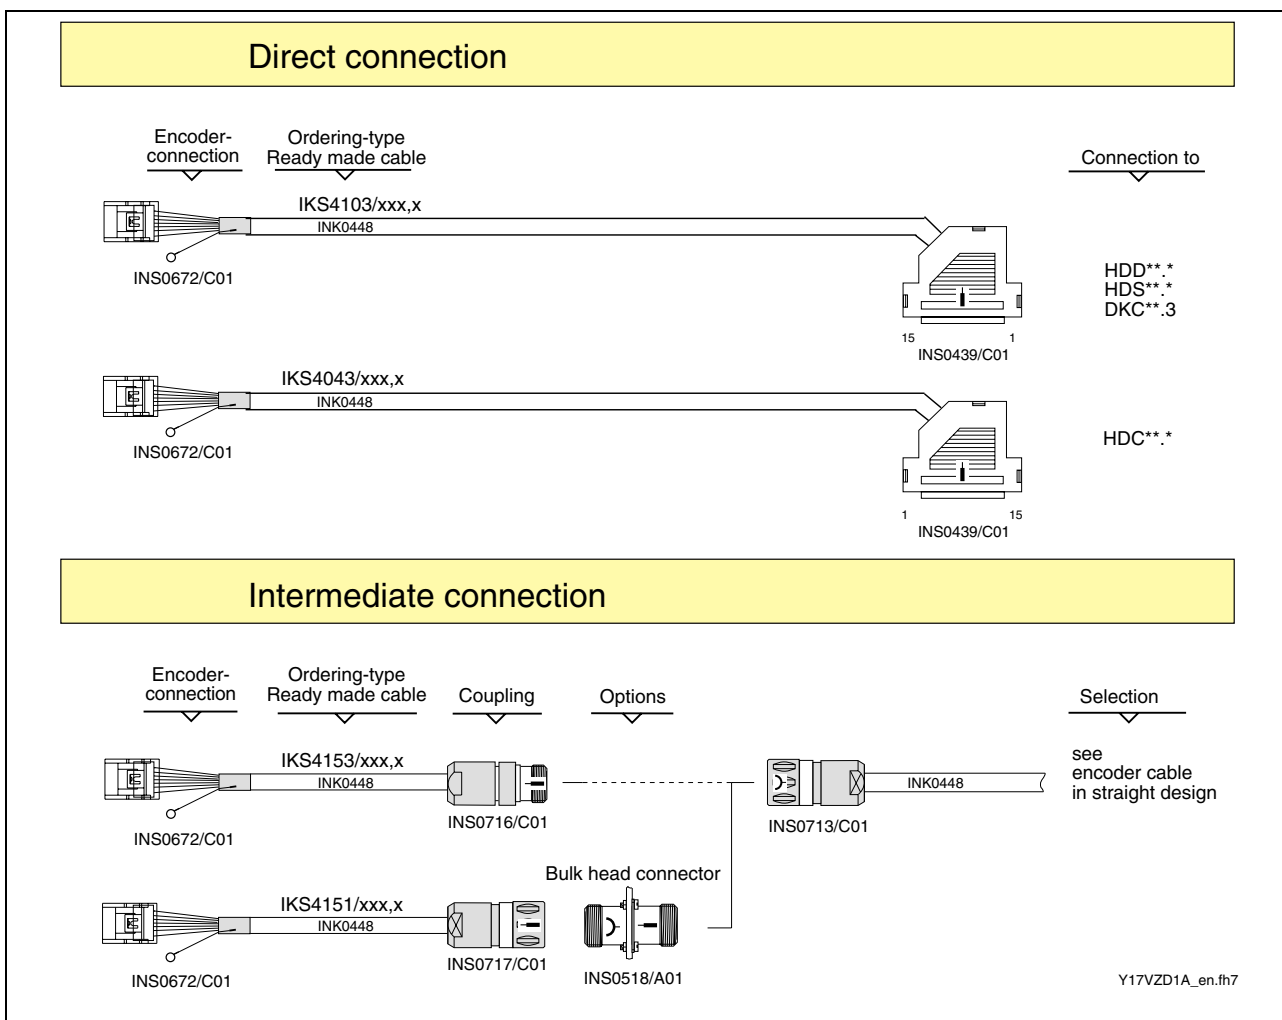 Direct connection
Encoder-
connection
Ordering-type
Ready made cable
Connection to
IKS4103/xxx,x
INK0448
INS0672/C01
HDD**.*
HDS**.*
DKC**.3
15
1
INS0439/C01
IKS4043/xxx,x
INK0448
INS0672/C01
HDC**.*
1
15
INS0439/C01
Intermediate connection
Encoder-
connection
Ordering-type
Ready made cable
Coupling
Options
Selection
IKS4153/xxx,x
INK0448
INS0672/C01
INS0716/C01
INK0448
INS0713/C01
see
encoder cable
in straight design
Bulk head connector
IKS4151/xxx,x
INK0448
INS0672/C01
INS0717/C01
INS0518/A01
Y17VZD1A_en.fh7